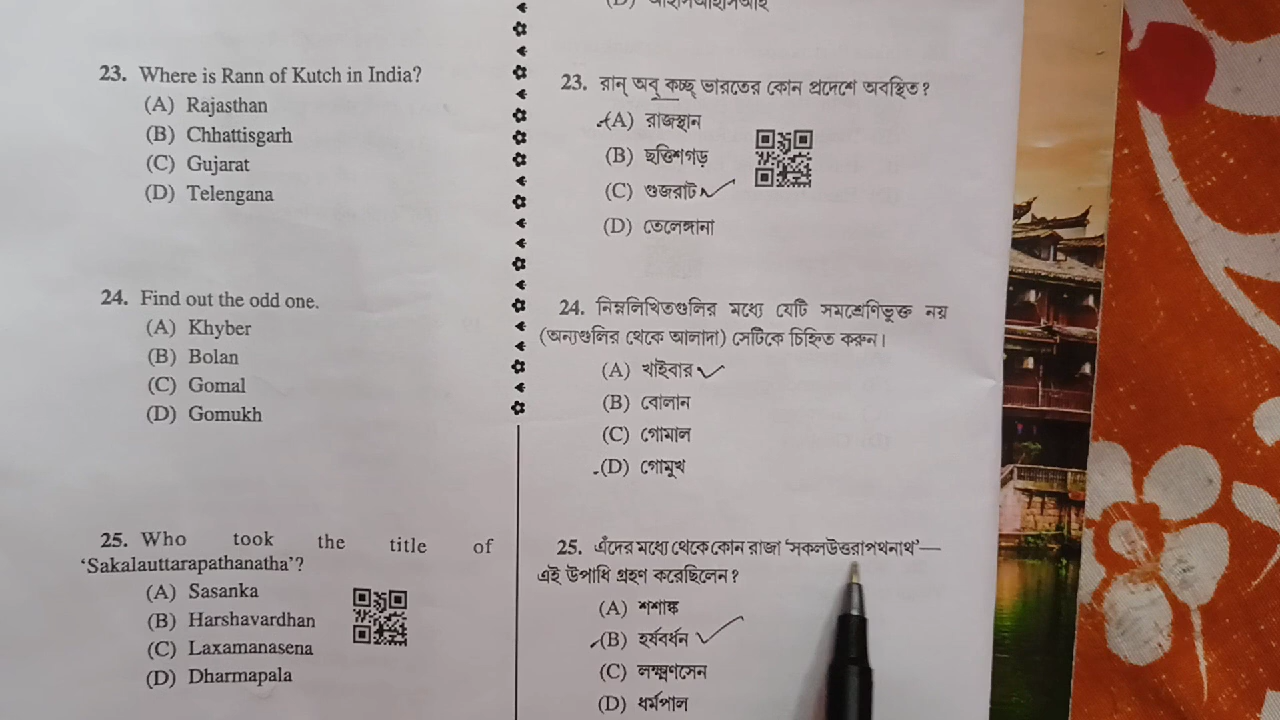 23. Where is Rann of Kutch in India?
(A) Rajasthan
(B) Chhattisgarh
(C) Gujarat
(D) Telengana
24. Find out the odd one.
(A) Khyber
(B) Bolan
(C) Gomal
(D) Gomukh
25. Who took the title of
‘Sakalauttarapathanatha’?
(A) Sasanka
(B) Harshavardhan
(C) Laxamanasena
(D) Dharmapala
(D)
23. রান্ অব্ কচ্ছ্ ভারতের কোন প্রদেশে অবস্থিত?
(A) রাজস্থান
(B) ছত্তিশগড়
(C) গুজরাট
(D) তেলেঙ্গানা
24. নিম্নলিখিতগুলির মধ্যে যেটি সমশ্রেণিভুক্ত নয়
(অন্যগুলির থেকে আলাদা) সেটিকে চিহ্নিত করুন।
(A) খাইবার
(B) বোলান
(C) গোমাল
(D) গোমুখ
25. এঁদের মধ্যে থেকে কোন রাজা ‘সকলউত্তরাপথনাথ’—
এই উপাধি গ্রহণ করেছিলেন?
(A) শশাঙ্ক
(B) হর্ষবর্ধন
(C) লক্ষ্মণসেন
(D) ধর্মপাল